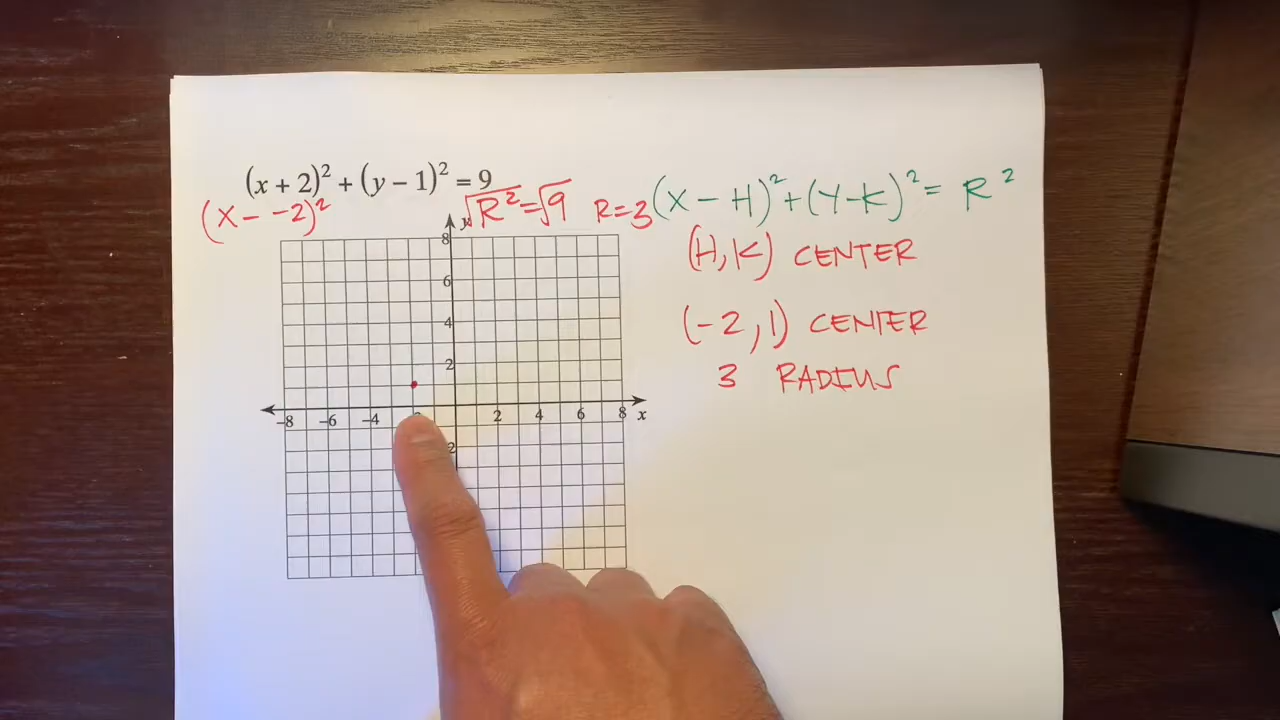 (x + 2)² + (y − 1)² = 9
(X − −2)²
√R² = √9 R = 3
(X − H)² + (Y − K)² = R²
(H, K) CENTER
(−2, 1) CENTER
3 RADIUS
y
8
6
4
2
−8 −6 −4 2 4 6 8 x
2